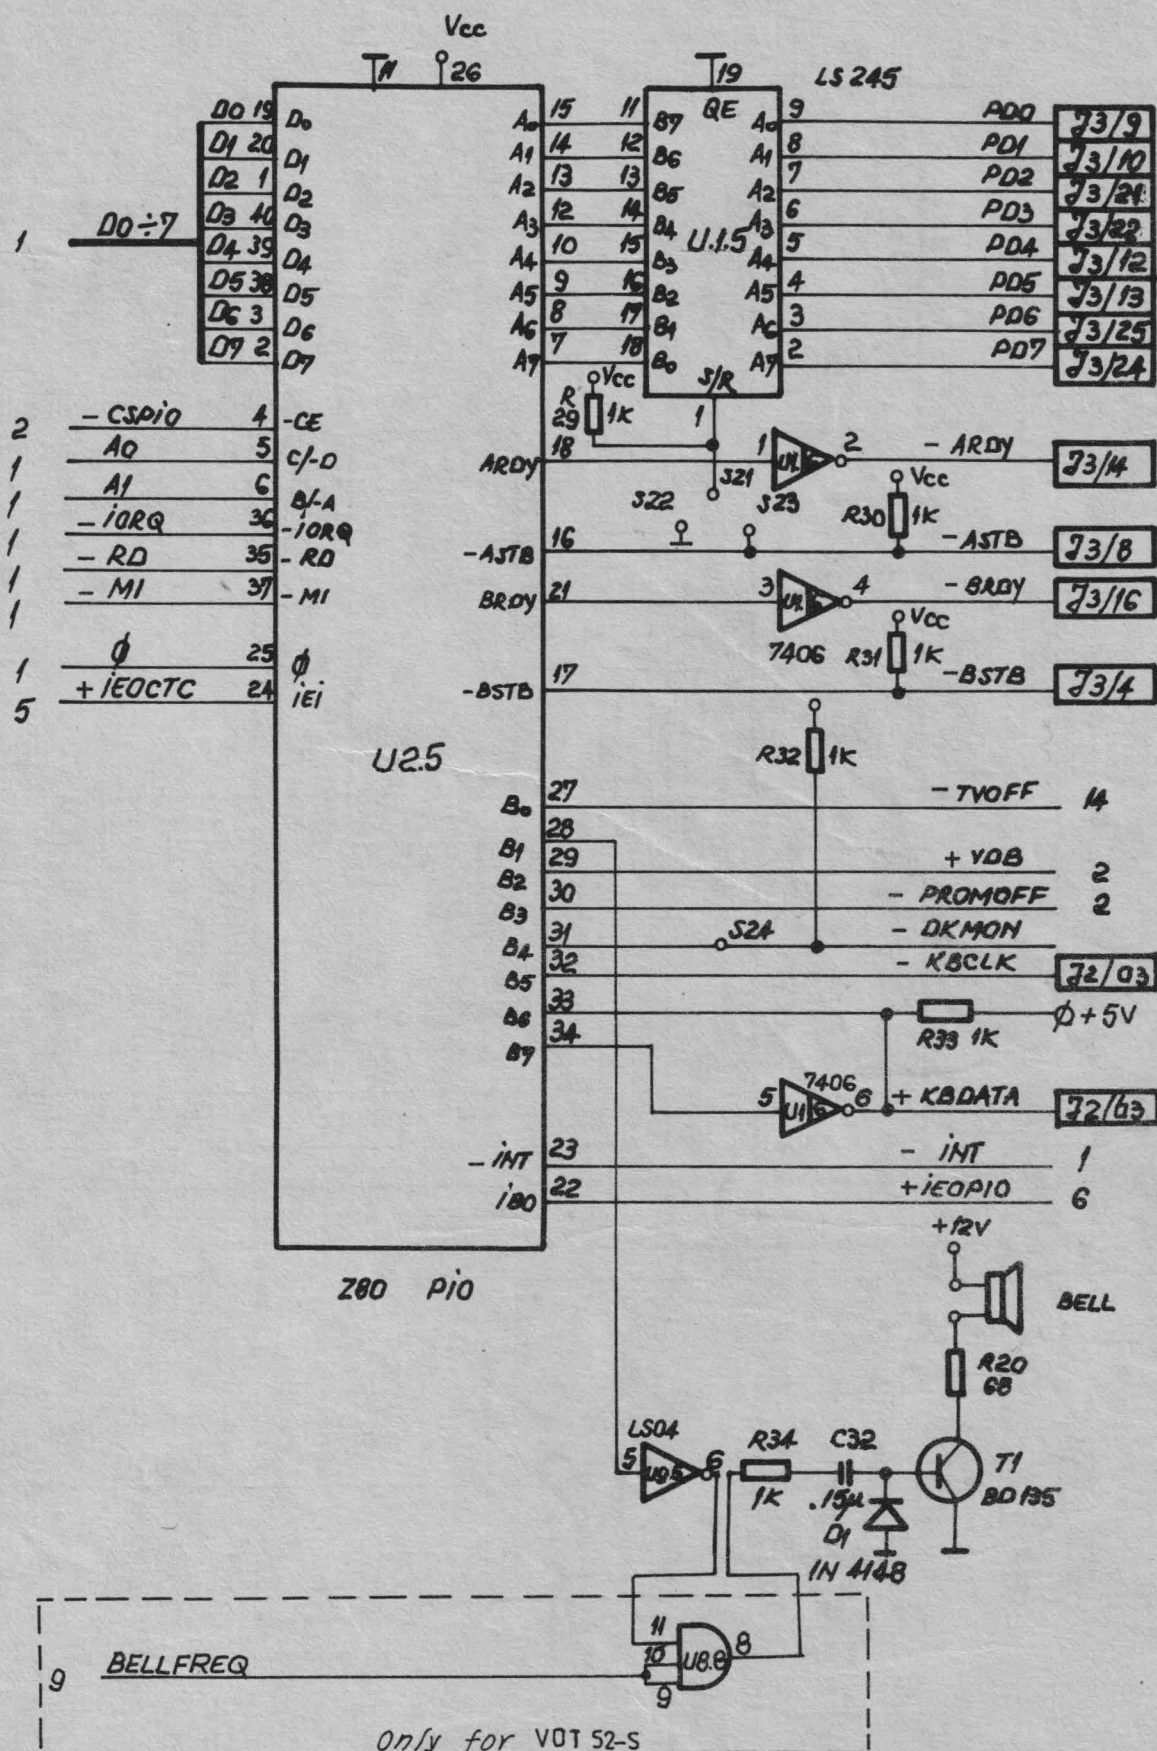 Vcc
11 26
19 LS 245
D0 19 D0 A0 15 11 B7 QE A0 9 PD0 J3/9
D1 20 D1 A1 14 12 B6 A1 8 PD1 J3/10
D2 1 D2 A2 13 13 B5 A2 7 PD2 J3/21
D3 40 D3 A3 12 14 B4 A3 6 PD3 J3/22
1 D0÷7
U.1.5
D4 39 D4 A4 10 15 B3 A4 5 PD4 J3/12
D5 38 D5 A5 9 16 B2 A5 4 PD5 J3/13
D6 3 D6 A6 8 17 B1 A6 3 PD6 J3/25
D7 2 D7 A7 7 18 B0 A7 2 PD7 J3/24
Vcc S/R
R 29 1K 1
2 - CSPiO 4 -CE
1 A0 5 C/-D ARDY 18 1 2 - ARDY J3/14
S21
1 A1 6 B/-A
S22 S23 Vcc
R30 1K
1 - iORQ 36 -iORQ
1 - RD 35 - RD -ASTB 16 -ASTB J3/8
1 - M1 37 - M1 BRDY 21 3 4 - BRDY J3/16
7406 Vcc
R31 1K
1 ϕ 25 ϕ
5 + iEOCTC 24 iEi -BSTB 17 -BSTB J3/4
U2.5
R32 1K
B0 27 - TVOFF 14
B1 28
B2 29 + VDB 2
B3 30 - PROMOFF 2
B4 31 S24 - DKMON
B5 32 - KBCLK J2/a3
B6 33 ϕ+5V
R33 1K
B7 34
7406
5 6 + KBDATA J2/b3
- iNT 23 - iNT 1
iE0 22 +iEOPIO 6
+12V
Z80 PiO
BELL
R20
68
LS04
5 U9.5 6 R34 C32 T1
1K .15μ BD135
D1
1N 4148
11
10 U8.8 8
9
9 BELLFREQ
Only for VDT 52-S